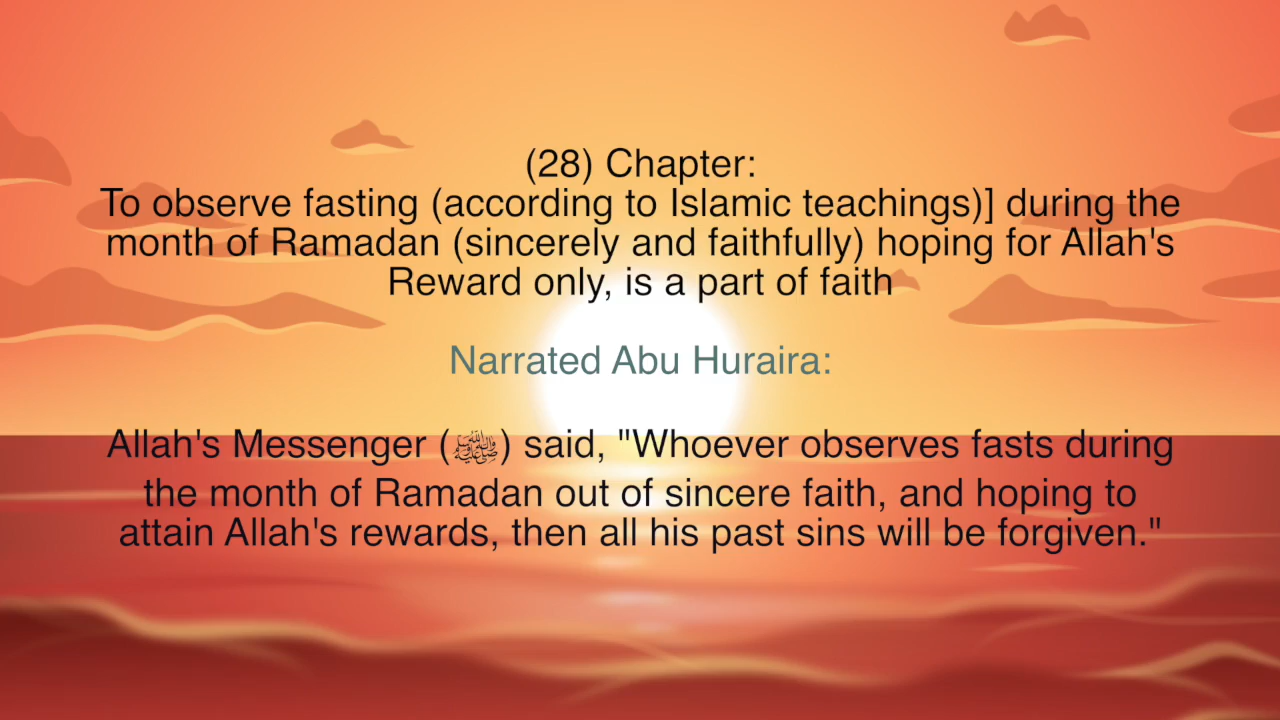 (28) Chapter:
To observe fasting (according to Islamic teachings)] during the
month of Ramadan (sincerely and faithfully) hoping for Allah's
Reward only, is a part of faith
Narrated Abu Huraira:
Allah's Messenger (ﷺ) said, "Whoever observes fasts during
the month of Ramadan out of sincere faith, and hoping to
attain Allah's rewards, then all his past sins will be forgiven."